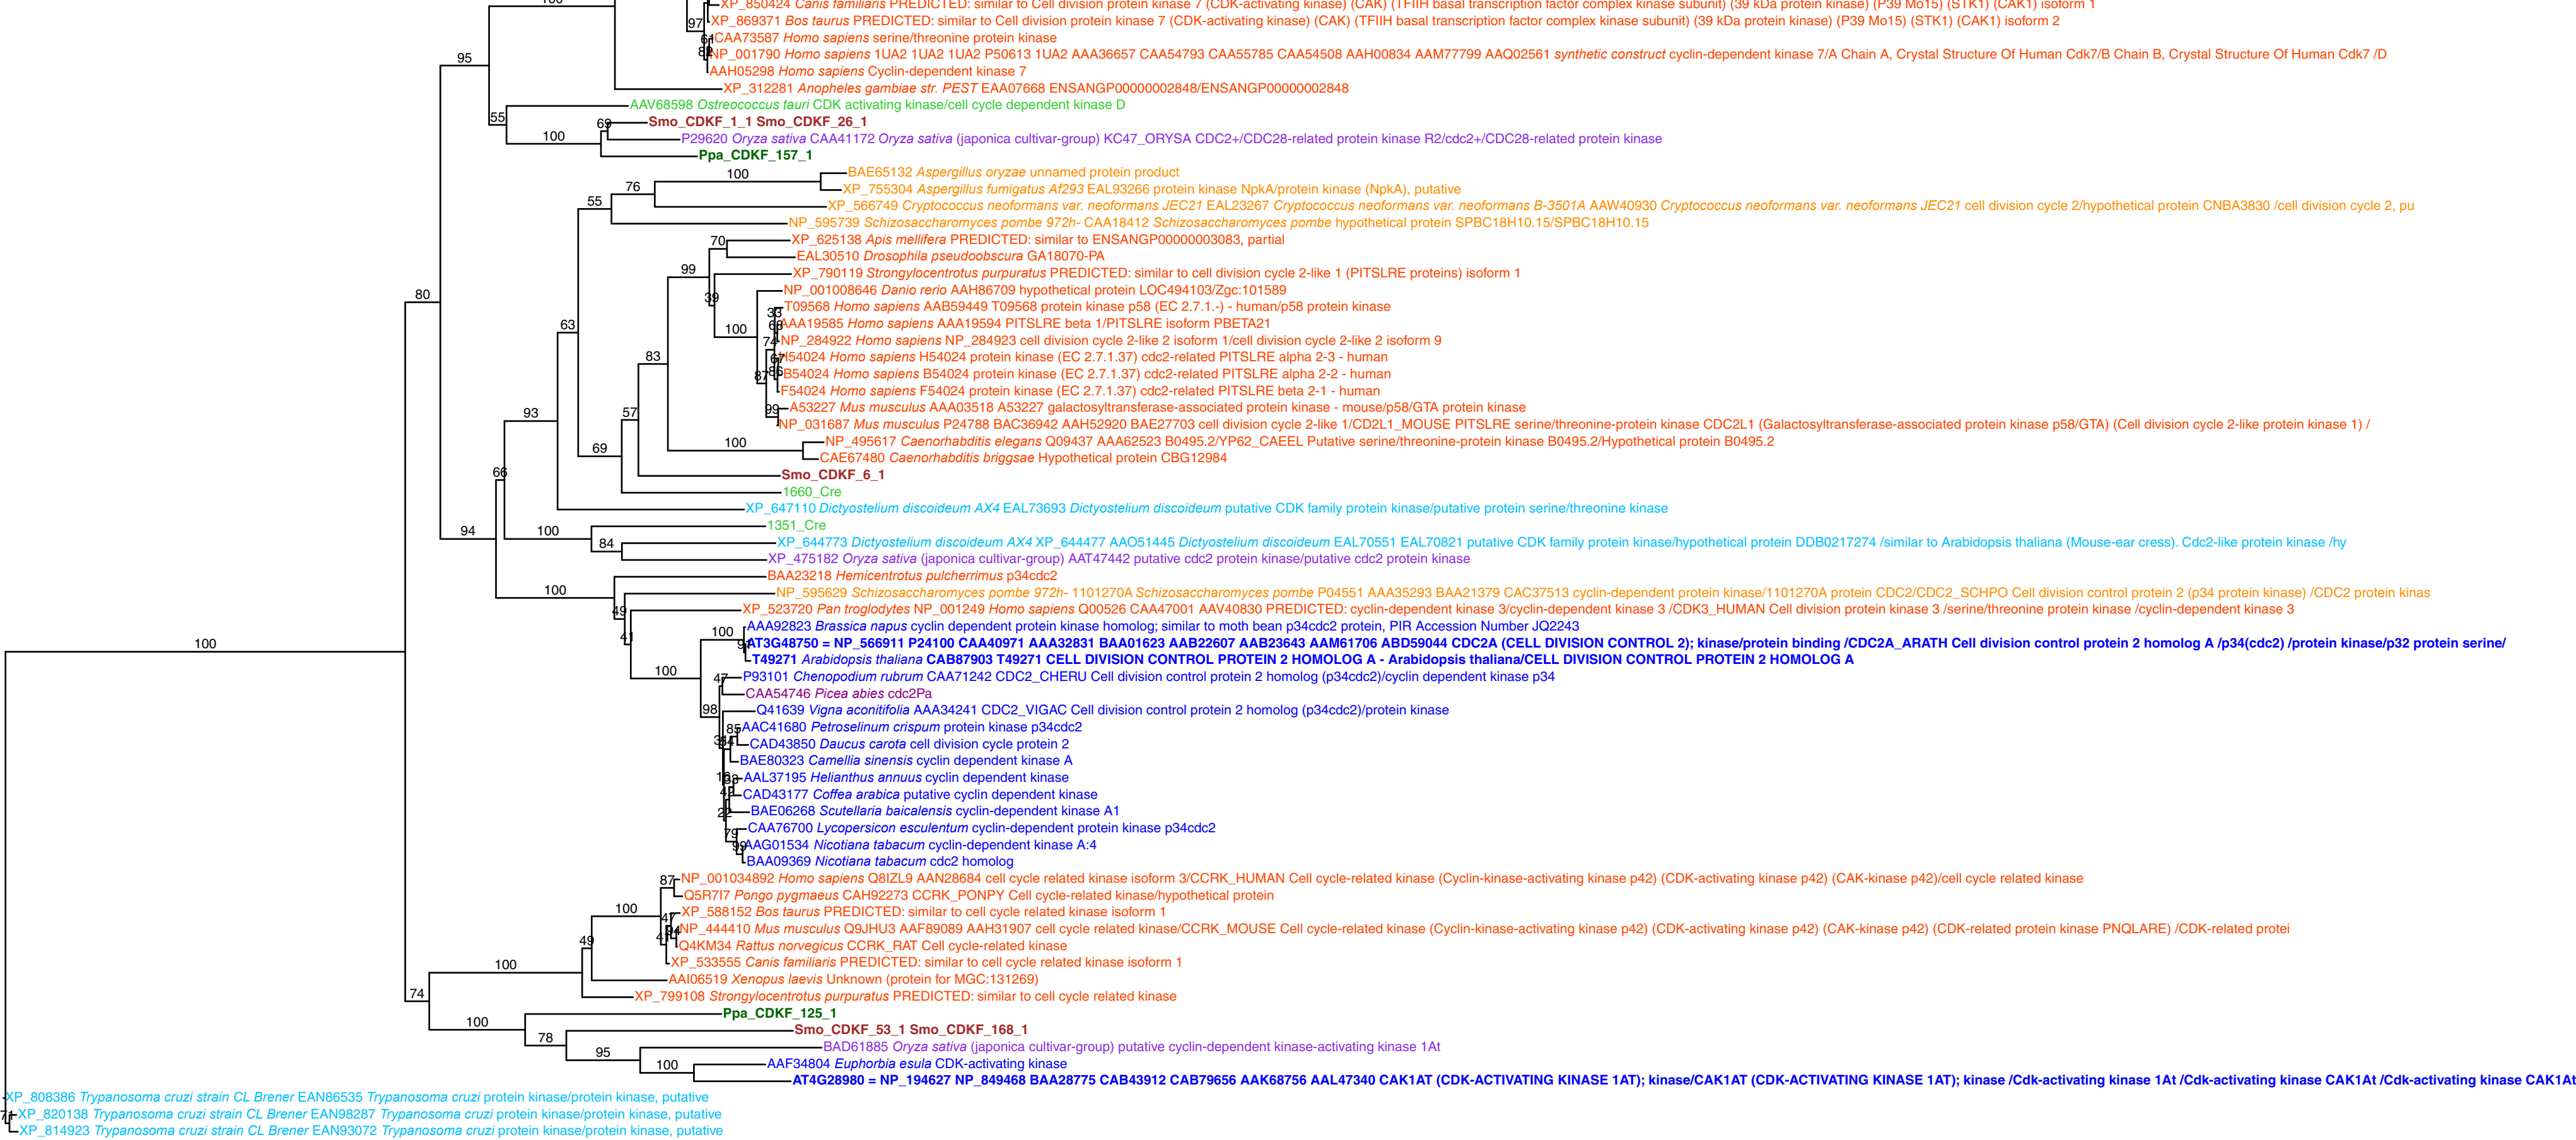 100
XP_850424 Canis familiaris PREDICTED: similar to Cell division protein kinase 7 (CDK-activating kinase) (CAK) (TFIIH basal transcription factor complex kinase subunit) (39 kDa protein kinase) (P39 Mo15) (STK1) (CAK1) isoform 1
97 XP_869371 Bos taurus PREDICTED: similar to Cell division protein kinase 7 (CDK-activating kinase) (CAK) (TFIIH basal transcription factor complex kinase subunit) (39 kDa protein kinase) (P39 Mo15) (STK1) (CAK1) isoform 2
CAA73587 Homo sapiens serine/threonine protein kinase
NP_001790 Homo sapiens 1UA2 1UA2 1UA2 P50613 1UA2 AAA36657 CAA54793 CAA55785 CAA54508 AAH00834 AAM77799 AAQ02561 synthetic construct cyclin-dependent kinase 7/A Chain A, Crystal Structure Of Human Cdk7/B Chain B, Crystal Structure Of Human Cdk7 /D
95
AAH05298 Homo sapiens Cyclin-dependent kinase 7
XP_312281 Anopheles gambiae str. PEST EAA07668 ENSANGP00000002848/ENSANGP00000002848
AAV68598 Ostreococcus tauri CDK activating kinase/cell cycle dependent kinase D
55 69 Smo_CDKF_1_1 Smo_CDKF_26_1
100 P29620 Oryza sativa CAA41172 Oryza sativa (japonica cultivar-group) KC47_ORYSA CDC2+/CDC28-related protein kinase R2/cdc2+/CDC28-related protein kinase
Ppa_CDKF_157_1
100 BAE65132 Aspergillus oryzae unnamed protein product
76 XP_755304 Aspergillus fumigatus Af293 EAL93266 protein kinase NpkA/protein kinase (NpkA), putative
55 XP_566749 Cryptococcus neoformans var. neoformans JEC21 EAL23267 Cryptococcus neoformans var. neoformans B-3501A AAW40930 Cryptococcus neoformans var. neoformans JEC21 cell division cycle 2/hypothetical protein CNBA3830 /cell division cycle 2, pu
NP_595739 Schizosaccharomyces pombe 972h- CAA18412 Schizosaccharomyces pombe hypothetical protein SPBC18H10.15/SPBC18H10.15
70 XP_625138 Apis mellifera PREDICTED: similar to ENSANGP00000003083, partial
EAL30510 Drosophila pseudoobscura GA18070-PA
99 XP_790119 Strongylocentrotus purpuratus PREDICTED: similar to cell division cycle 2-like 1 (PITSLRE proteins) isoform 1
80 39 NP_001008646 Danio rerio AAH86709 hypothetical protein LOC494103/Zgc:101589
T09568 Homo sapiens AAB59449 T09568 protein kinase p58 (EC 2.7.1.-) - human/p58 protein kinase
63 100 AAA19585 Homo sapiens AAA19594 PITSLRE beta 1/PITSLRE isoform PBETA21
74 NP_284922 Homo sapiens NP_284923 cell division cycle 2-like 2 isoform 1/cell division cycle 2-like 2 isoform 9
83 H54024 Homo sapiens H54024 protein kinase (EC 2.7.1.37) cdc2-related PITSLRE alpha 2-3 - human
87 B54024 Homo sapiens B54024 protein kinase (EC 2.7.1.37) cdc2-related PITSLRE alpha 2-2 - human
F54024 Homo sapiens F54024 protein kinase (EC 2.7.1.37) cdc2-related PITSLRE beta 2-1 - human
93 57 99 A53227 Mus musculus AAA03518 A53227 galactosyltransferase-associated protein kinase - mouse/p58/GTA protein kinase
NP_031687 Mus musculus P24788 BAC36942 AAH52920 BAE27703 cell division cycle 2-like 1/CD2L1_MOUSE PITSLRE serine/threonine-protein kinase CDC2L1 (Galactosyltransferase-associated protein kinase p58/GTA) (Cell division cycle 2-like protein kinase 1) /
69 100 NP_495617 Caenorhabditis elegans Q09437 AAA62523 B0495.2/YP62_CAEEL Putative serine/threonine-protein kinase B0495.2/Hypothetical protein B0495.2
CAE67480 Caenorhabditis briggsae Hypothetical protein CBG12984
66 Smo_CDKF_6_1
1660_Cre
XP_647110 Dictyostelium discoideum AX4 EAL73693 Dictyostelium discoideum putative CDK family protein kinase/putative protein serine/threonine kinase
94 100 1351_Cre
84 XP_644773 Dictyostelium discoideum AX4 XP_644477 AAO51445 Dictyostelium discoideum EAL70551 EAL70821 putative CDK family protein kinase/hypothetical protein DDB0217274 /similar to Arabidopsis thaliana (Mouse-ear cress). Cdc2-like protein kinase /hy
XP_475182 Oryza sativa (japonica cultivar-group) AAT47442 putative cdc2 protein kinase/putative cdc2 protein kinase
BAA23218 Hemicentrotus pulcherrimus p34cdc2
100 NP_595629 Schizosaccharomyces pombe 972h- 1101270A Schizosaccharomyces pombe P04551 AAA35293 BAA21379 CAC37513 cyclin-dependent protein kinase/1101270A protein CDC2/CDC2_SCHPO Cell division control protein 2 (p34 protein kinase) /CDC2 protein kinas
49 XP_523720 Pan troglodytes NP_001249 Homo sapiens Q00526 CAA47001 AAV40830 PREDICTED: cyclin-dependent kinase 3/cyclin-dependent kinase 3 /CDK3_HUMAN Cell division protein kinase 3 /serine/threonine protein kinase /cyclin-dependent kinase 3
41 100 AAA92823 Brassica napus cyclin dependent protein kinase homolog; similar to moth bean p34cdc2 protein, PIR Accession Number JQ2243
100 AT3G48750 = NP_566911 P24100 CAA40971 AAA32831 BAA01623 AAB22607 AAB23643 AAM61706 ABD59044 CDC2A (CELL DIVISION CONTROL 2); kinase/protein binding /CDC2A_ARATH Cell division control protein 2 homolog A /p34(cdc2) /protein kinase/p32 protein serine/
T49271 Arabidopsis thaliana CAB87903 T49271 CELL DIVISION CONTROL PROTEIN 2 HOMOLOG A - Arabidopsis thaliana/CELL DIVISION CONTROL PROTEIN 2 HOMOLOG A
100 47 P93101 Chenopodium rubrum CAA71242 CDC2_CHERU Cell division control protein 2 homolog (p34cdc2)/cyclin dependent kinase p34
CAA54746 Picea abies cdc2Pa
98 Q41639 Vigna aconitifolia AAA34241 CDC2_VIGAC Cell division control protein 2 homolog (p34cdc2)/protein kinase
85 AAC41680 Petroselinum crispum protein kinase p34cdc2
CAD43850 Daucus carota cell division cycle protein 2
BAE80323 Camellia sinensis cyclin dependent kinase A
AAL37195 Helianthus annuus cyclin dependent kinase
CAD43177 Coffea arabica putative cyclin dependent kinase
22 BAE06268 Scutellaria baicalensis cyclin-dependent kinase A1
79 CAA76700 Lycopersicon esculentum cyclin-dependent protein kinase p34cdc2
AAG01534 Nicotiana tabacum cyclin-dependent kinase A:4
BAA09369 Nicotiana tabacum cdc2 homolog
87 NP_001034892 Homo sapiens Q8IZL9 AAN28684 cell cycle related kinase isoform 3/CCRK_HUMAN Cell cycle-related kinase (Cyclin-kinase-activating kinase p42) (CDK-activating kinase p42) (CAK-kinase p42)/cell cycle related kinase
Q5R7I7 Pongo pygmaeus CAH92273 CCRK_PONPY Cell cycle-related kinase/hypothetical protein
100 XP_588152 Bos taurus PREDICTED: similar to cell cycle related kinase isoform 1
NP_444410 Mus musculus Q9JHU3 AAF89089 AAH31907 cell cycle related kinase/CCRK_MOUSE Cell cycle-related kinase (Cyclin-kinase-activating kinase p42) (CDK-activating kinase p42) (CAK-kinase p42) (CDK-related protein kinase PNQLARE) /CDK-related protei
49 Q4KM34 Rattus norvegicus CCRK_RAT Cell cycle-related kinase
100 XP_533555 Canis familiaris PREDICTED: similar to cell cycle related kinase isoform 1
AAI06519 Xenopus laevis Unknown (protein for MGC:131269)
74 XP_799108 Strongylocentrotus purpuratus PREDICTED: similar to cell cycle related kinase
Ppa_CDKF_125_1
100 Smo_CDKF_53_1 Smo_CDKF_168_1
78 BAD61885 Oryza sativa (japonica cultivar-group) putative cyclin-dependent kinase-activating kinase 1At
95 100 AAF34804 Euphorbia esula CDK-activating kinase
AT4G28980 = NP_194627 NP_849468 BAA28775 CAB43912 CAB79656 AAK68756 AAL47340 CAK1AT (CDK-ACTIVATING KINASE 1AT); kinase/CAK1AT (CDK-ACTIVATING KINASE 1AT); kinase /Cdk-activating kinase 1At /Cdk-activating kinase CAK1At /Cdk-activating kinase CAK1At
XP_808386 Trypanosoma cruzi strain CL Brener EAN86535 Trypanosoma cruzi protein kinase/protein kinase, putative
XP_820138 Trypanosoma cruzi strain CL Brener EAN98287 Trypanosoma cruzi protein kinase/protein kinase, putative
XP_814923 Trypanosoma cruzi strain CL Brener EAN93072 Trypanosoma cruzi protein kinase/protein kinase, putative